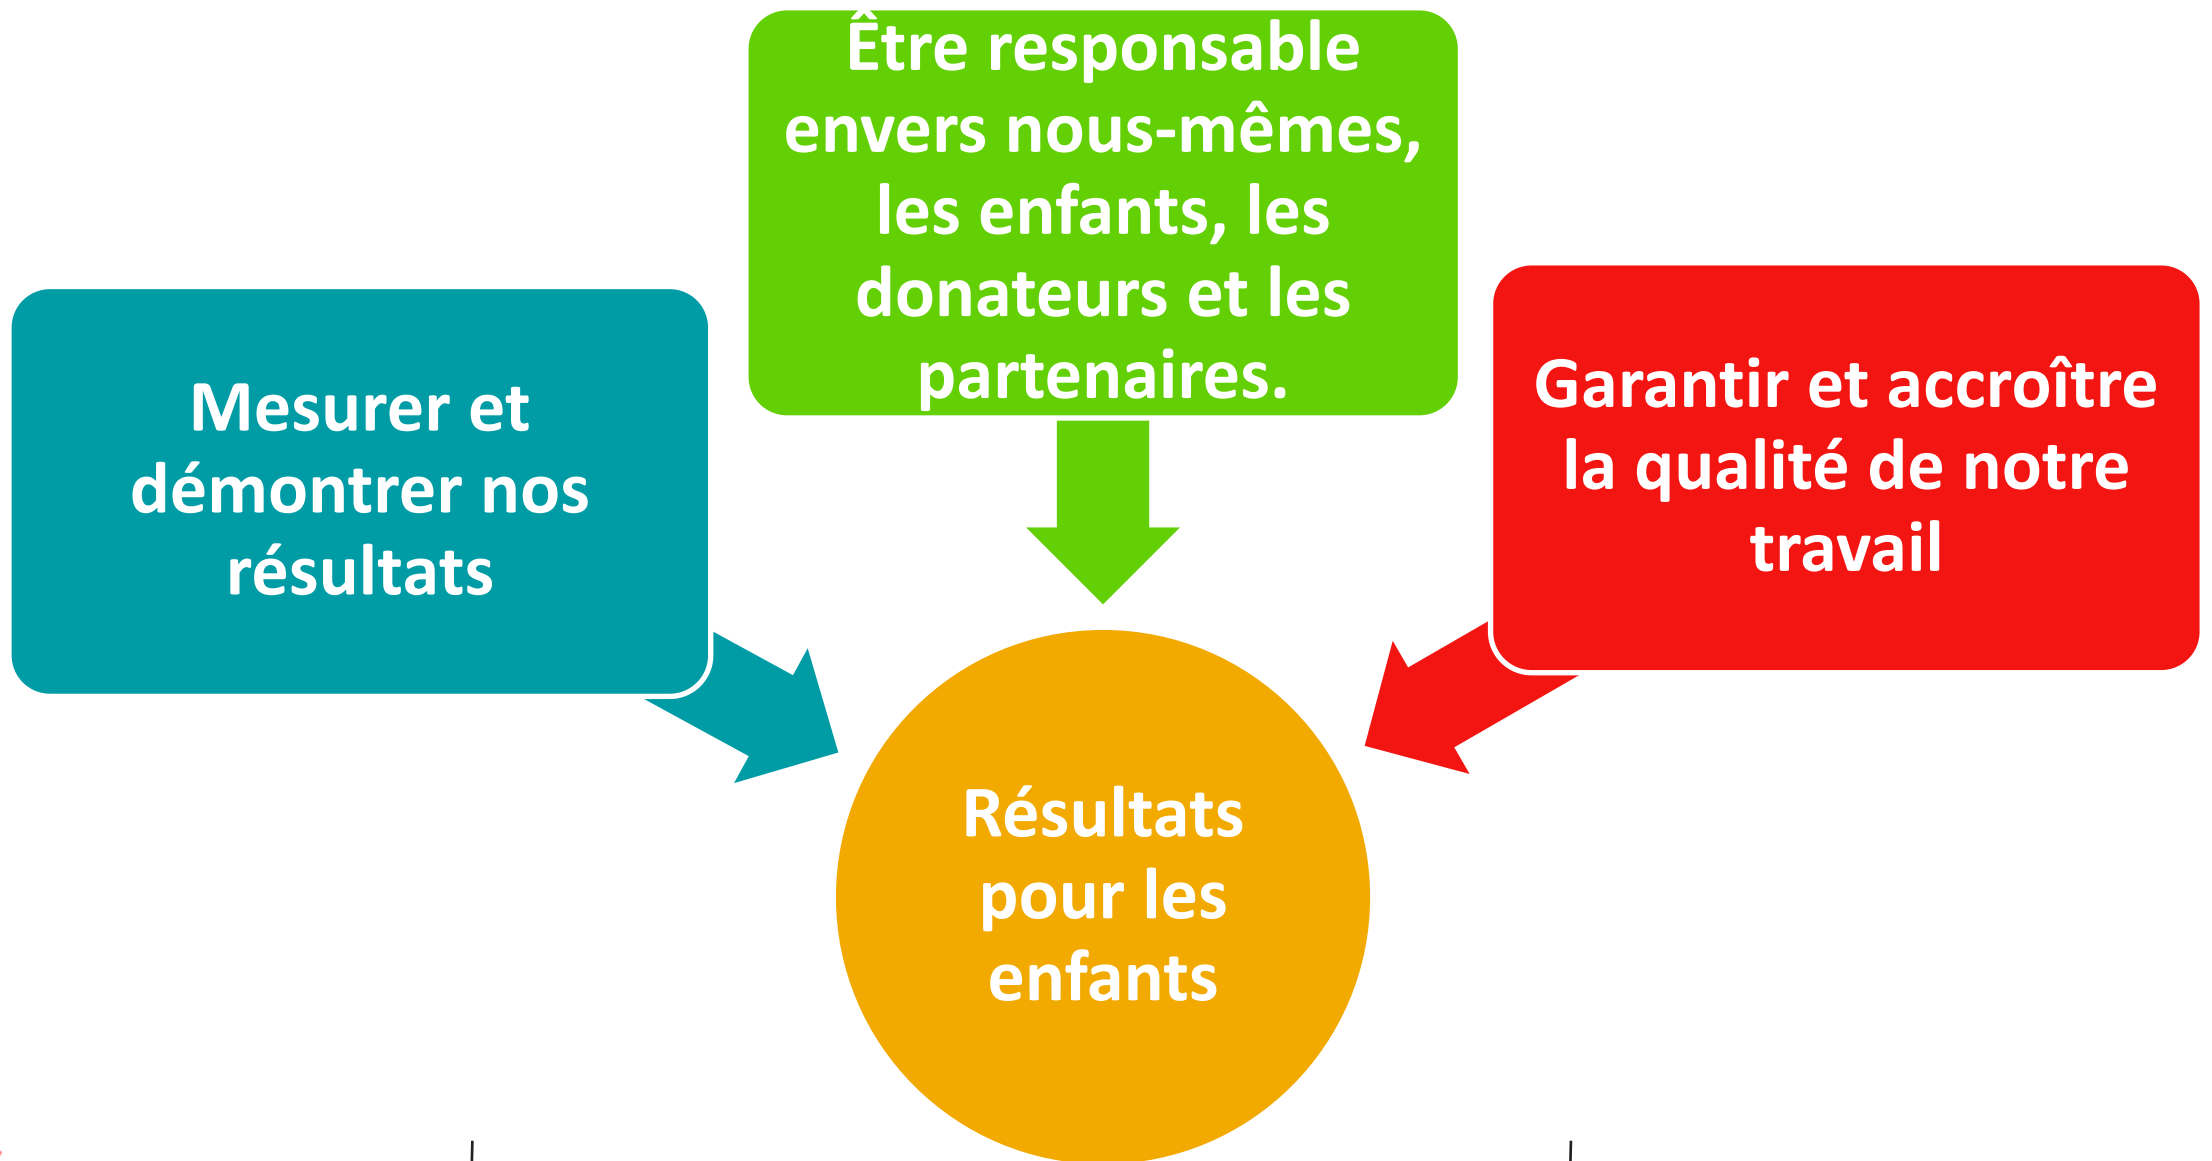 Être responsable
envers nous-mêmes,
les enfants, les
donateurs et les
partenaires.
Mesurer et
démontrer nos
résultats
Garantir et accroître
la qualité de notre
travail
Résultats
pour les
enfants